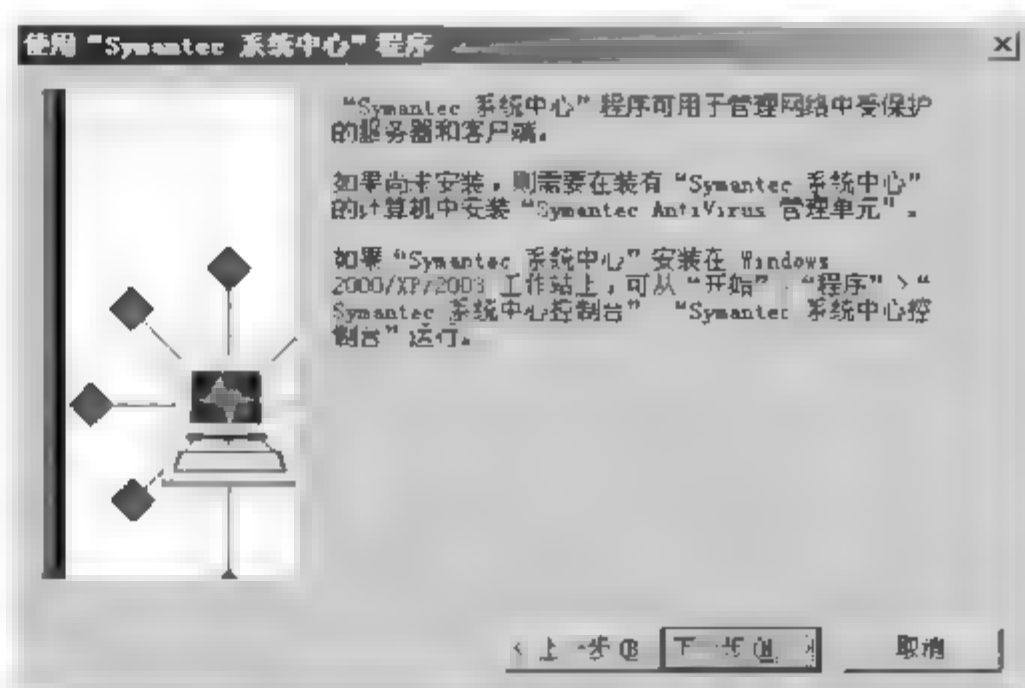 使用“Symantec 系统中心”程序
“Symantec 系统中心”程序可用于管理网络中受保护
的服务器和客户端。
如果尚未安装，则需要在装有“Symantec 系统中心”
的计算机中安装“Symantec AntiVirus 管理单元”。
如果“Symantec 系统中心”安装在 Windows
2000/XP/2003 工作站上，可从“开始”>“程序”>“
Symantec 系统中心控制台”>“Symantec 系统中心控
制台”运行。
< 上一步(B) 下一步(N) > 取消